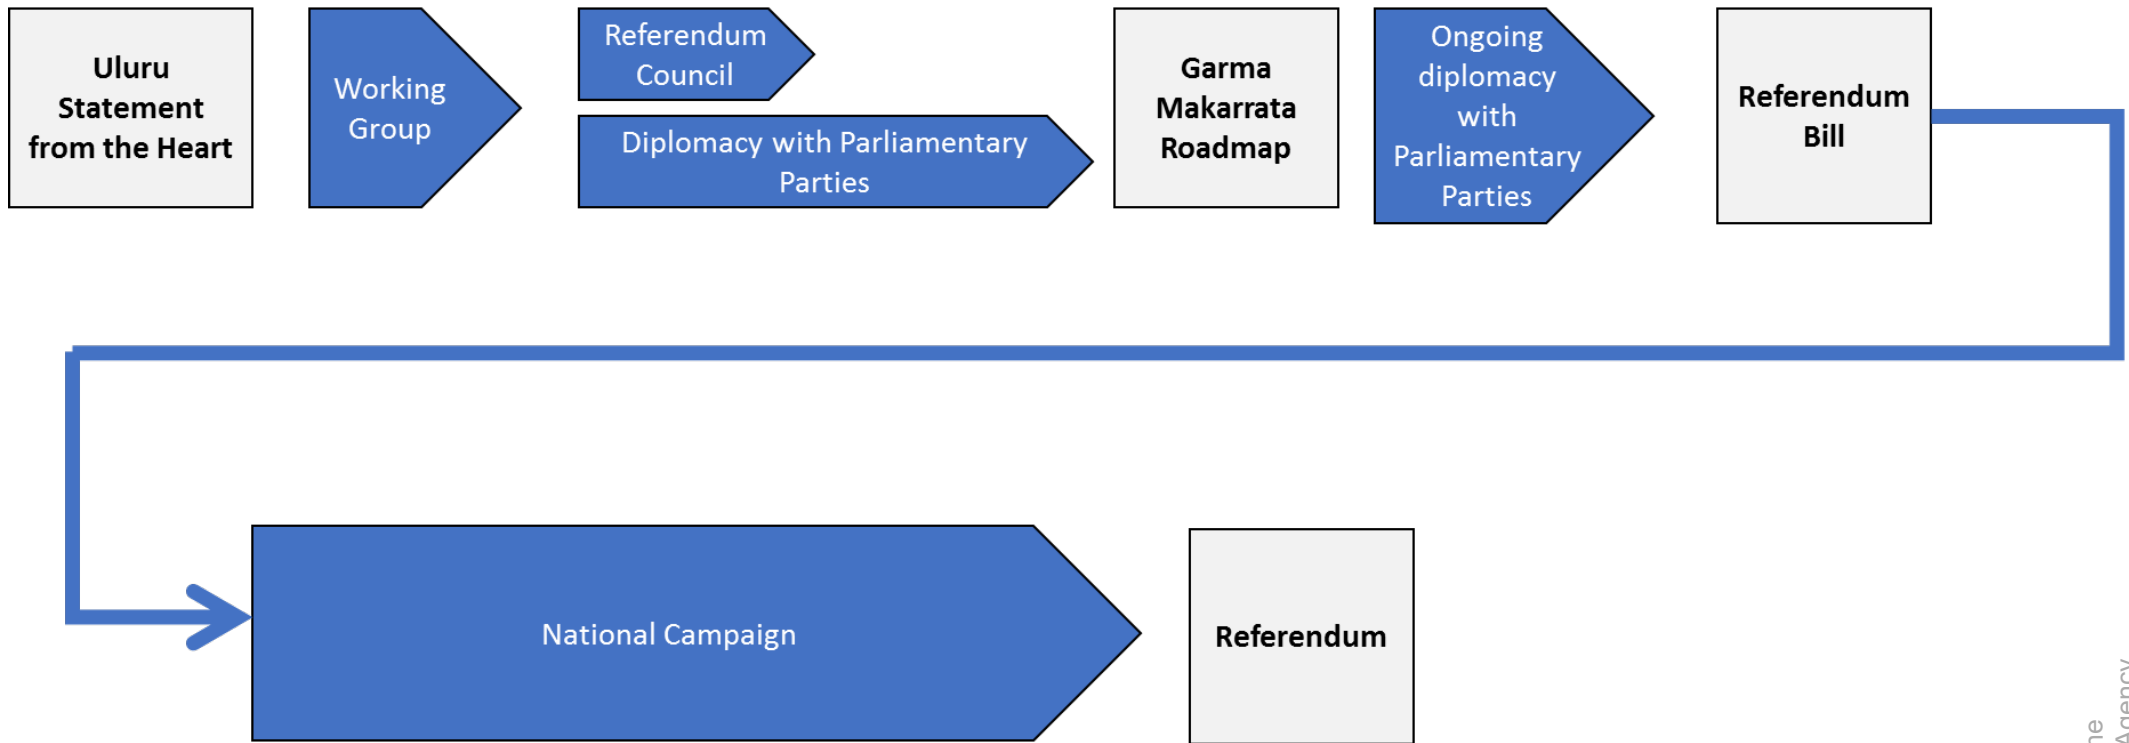 Uluru
Statement
from the Heart
Working
Group
Referendum
Council
Diplomacy with Parliamentary
Parties
Garma
Makarrata
Roadmap
Ongoing
diplomacy
with
Parliamentary
Parties
Referendum
Bill
National Campaign
Referendum
Agency